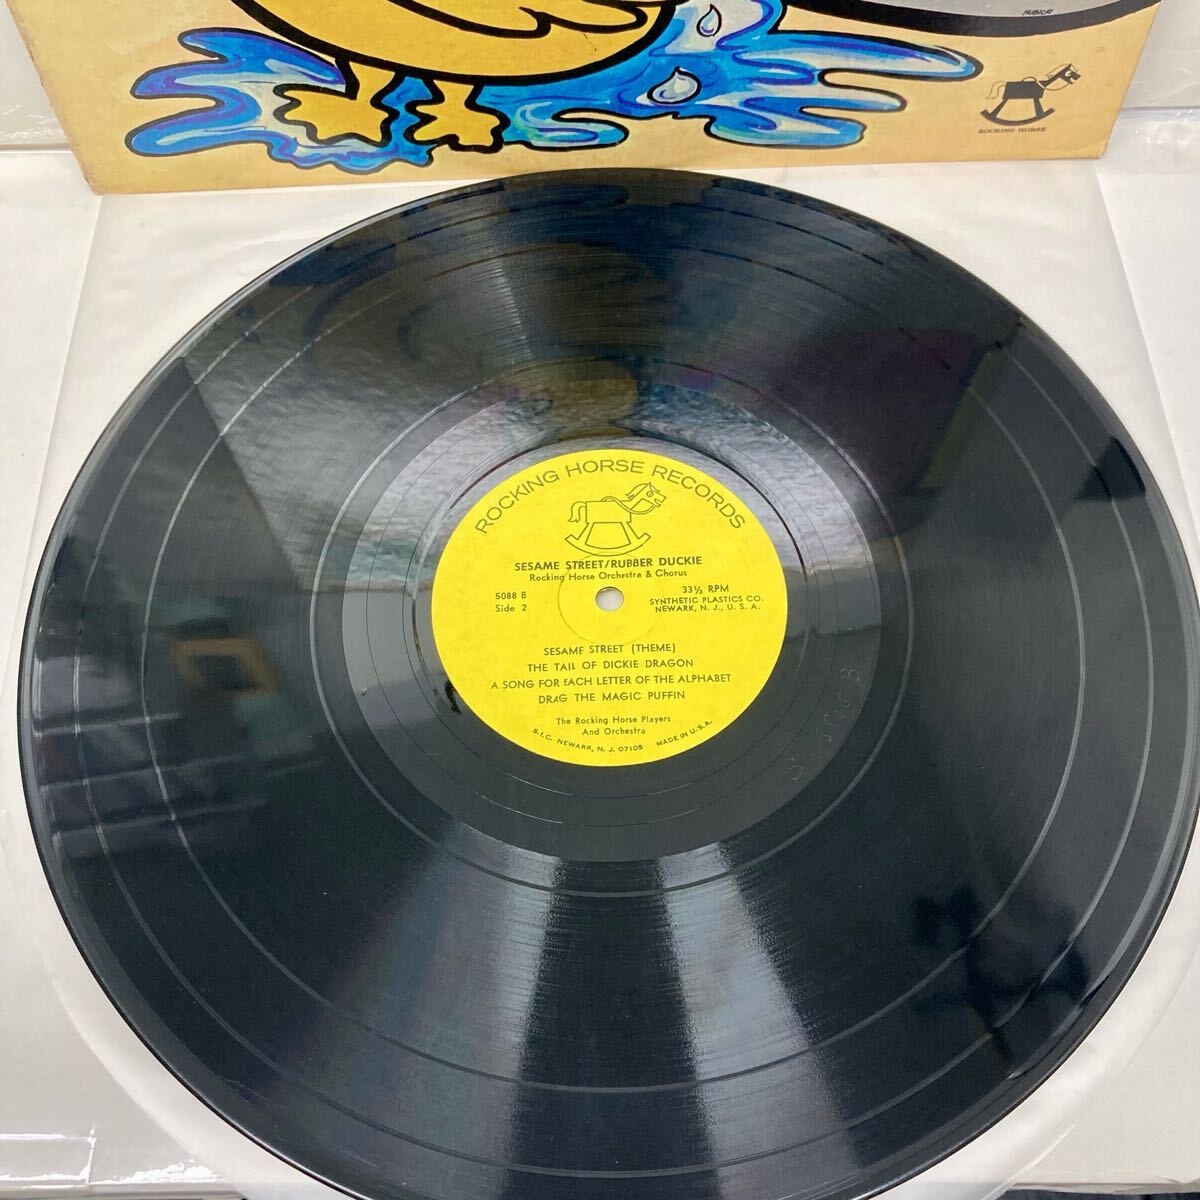 ROCKING HORSE
ROCKING HORSE RECORDS
SESAME STREET/RUBBER DUCKIE
Rocking Horse Orchestra & Chorus
5088 B
Side 2
33⅓ RPM
SYNTHETIC PLASTICS CO.
NEWARK, N. J., U. S. A.
SESAME STREET (THEME)
THE TAIL OF DICKIE DRAGON
A SONG FOR EACH LETTER OF THE ALPHABET
DRAG THE MAGIC PUFFIN
The Rocking Horse Players
And Orchestra
NEWARK, N. J. 07105 MADE IN U.S.A.